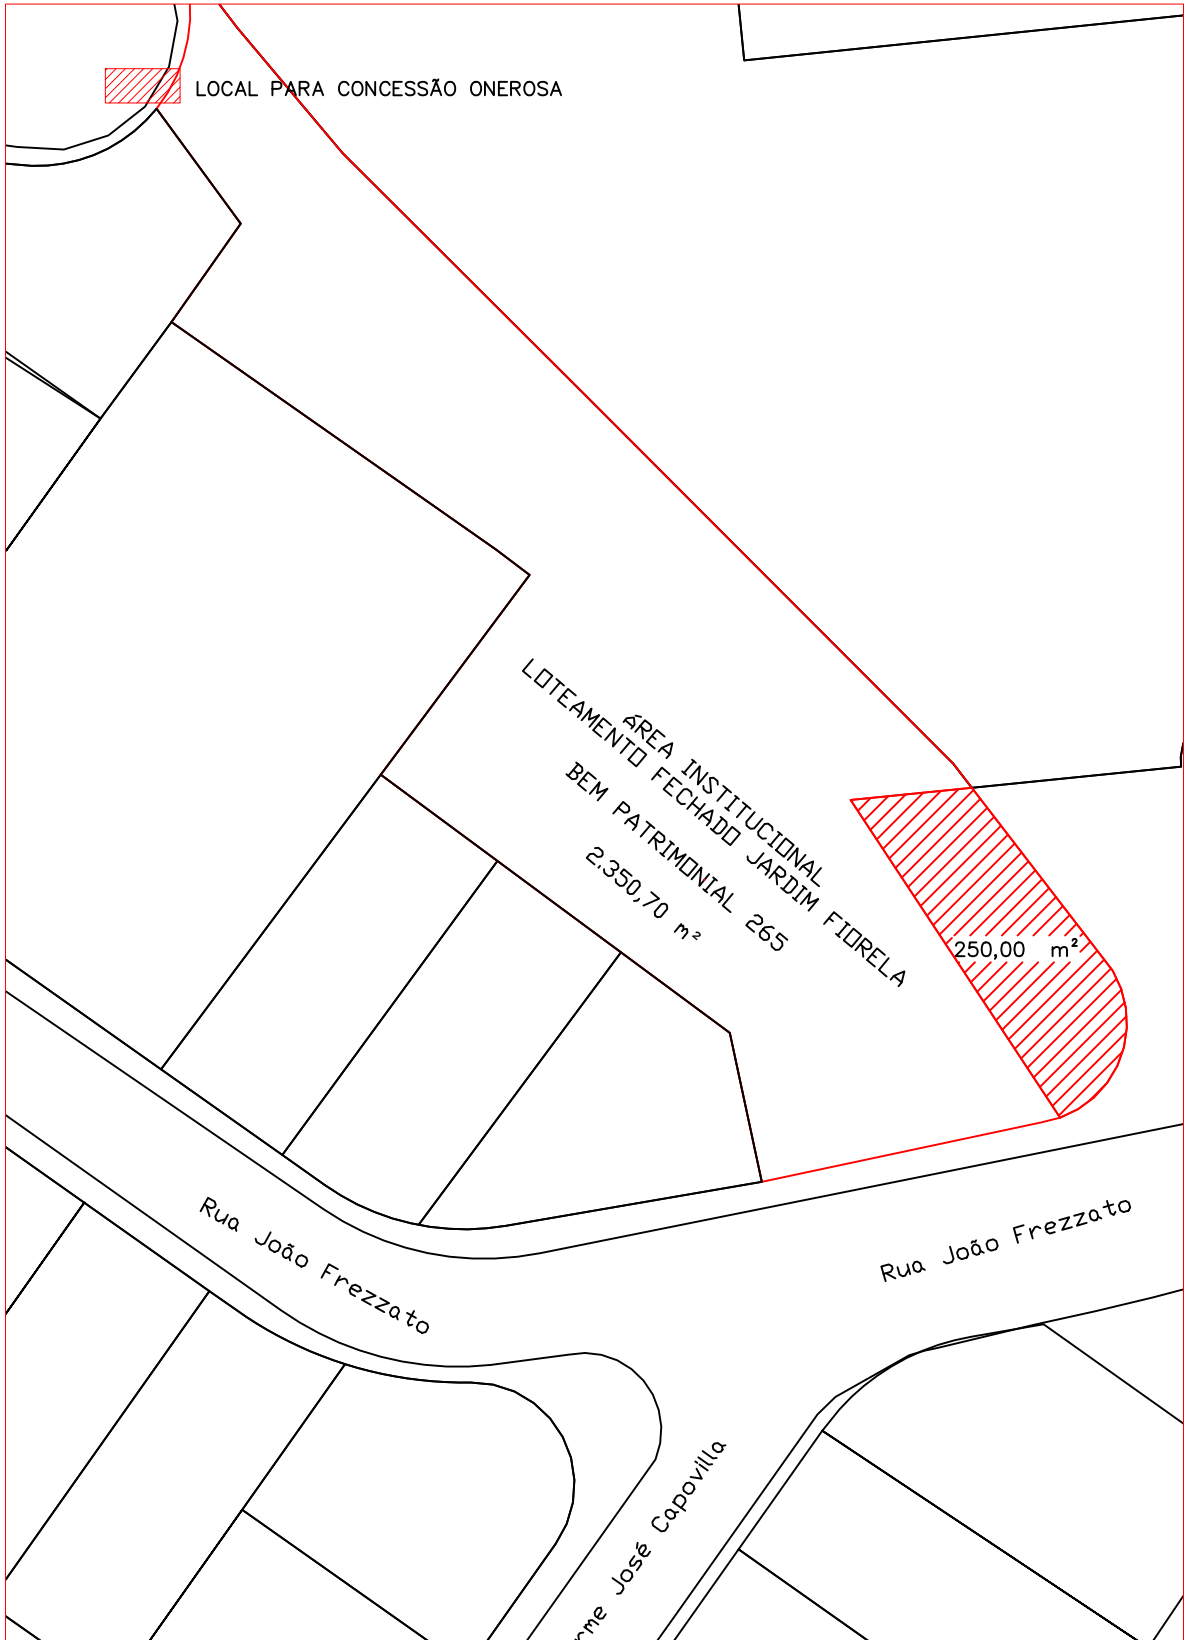 LOCAL PARA CONCESSÃO ONEROSA
ÁREA INSTITUCIONAL
LOTEAMENTO FECHADO JARDIM FIORELA
BEM PATRIMONIAL 265
2.350,70 m²
250,00 m²
Rua João Frezzato
Rua João Frezzato
José Capovilla